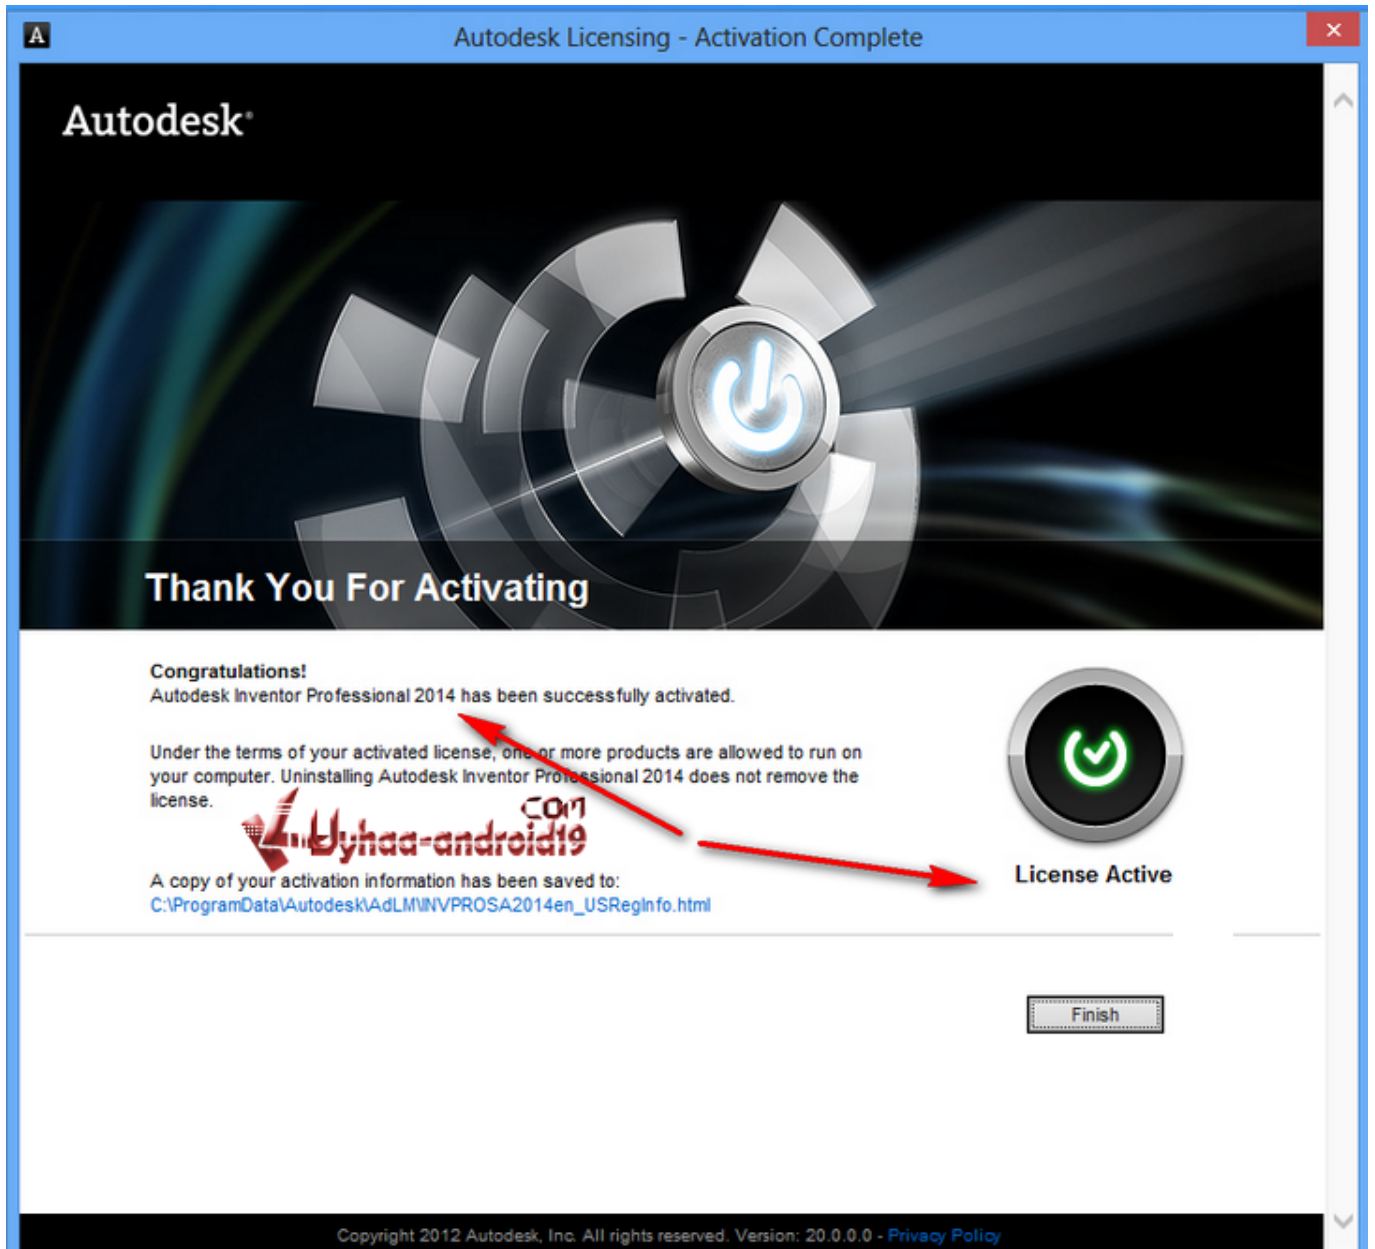 Autodesk Licensing - Activation Complete
Autodesk®
Thank You For Activating
Congratulations!
Autodesk Inventor Professional 2014 has been successfully activated.
Under the terms of your activated license, one or more products are allowed to run on
your computer. Uninstalling Autodesk Inventor Professional 2014 does not remove the
license.
.com
Uyhaa-android19
A copy of your activation information has been saved to:
C:\ProgramData\Autodesk\AdLM\INVPROSA2014en_USRegInfo.html
License Active
Finish
Copyright 2012 Autodesk, Inc. All rights reserved. Version: 20.0.0.0 - Privacy Policy